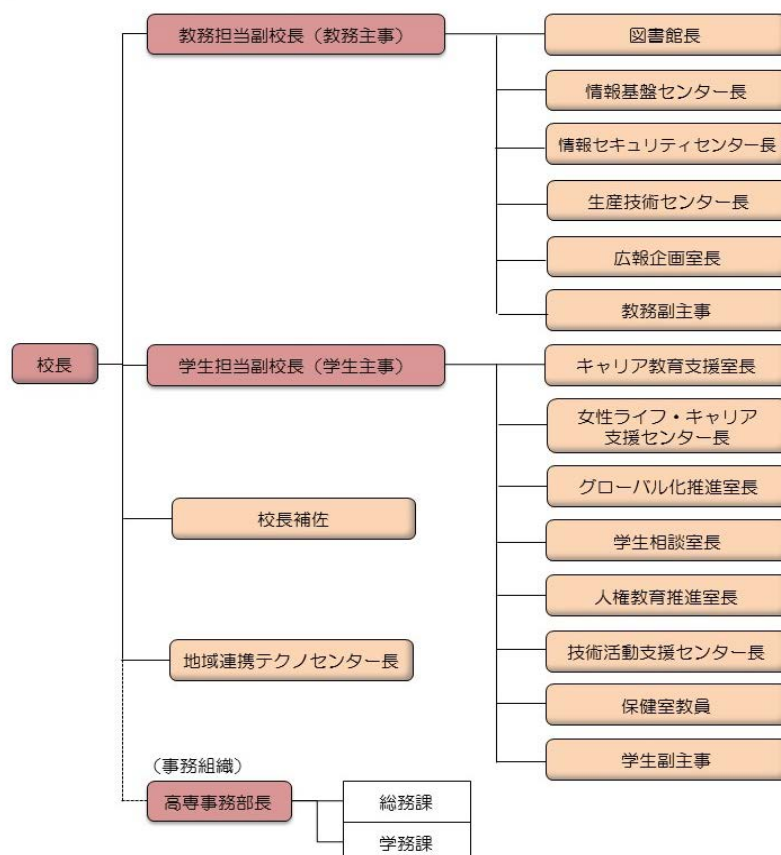 教務担当副校長（教務主事）
図書館長
情報基盤センター長
情報セキュリティセンター長
生産技術センター長
広報企画室長
教務副主事
校長
学生担当副校長（学生主事）
キャリア教育支援室長
女性ライフ・キャリア
支援センター長
グローバル化推進室長
校長補佐
学生相談室長
人権教育推進室長
地域連携テクノセンター長
技術活動支援センター長
保健室教員
学生副主事
（事務組織）
高専事務部長
総務課
学務課